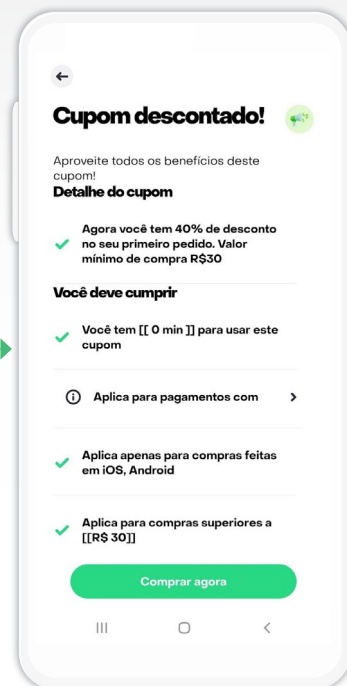 Cupom descontado!
Aproveite todos os benefícios deste
cupom!
Detalhe do cupom
Agora você tem 40% de desconto
no seu primeiro pedido. Valor
mínimo de compra R$30
Você deve cumprir
Você tem [[ 0 min ]] para usar este
cupom
Aplica para pagamentos com
Aplica apenas para compras feitas
em iOS, Android
Aplica para compras superiores a
[[R$ 30]]
Comprar agora